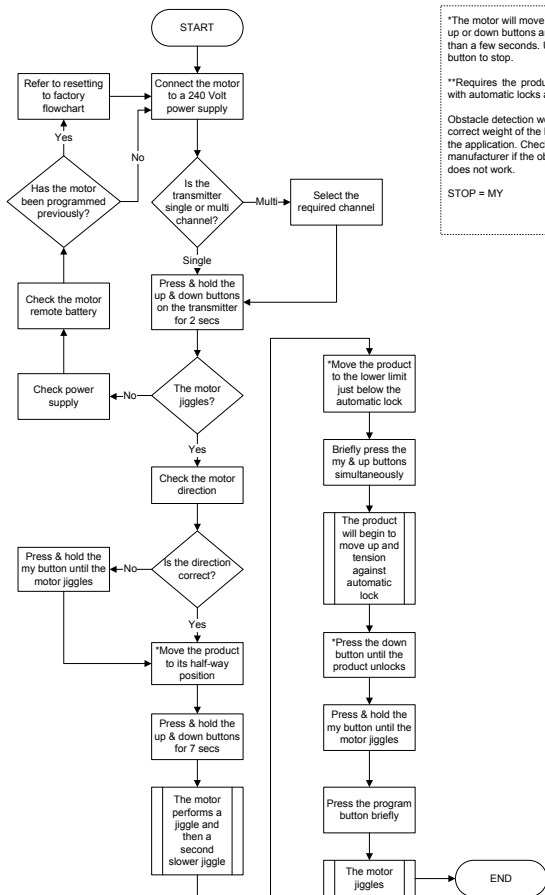 START
Connect the motor
to a 240 Volt
power supply
Refer to resetting
to factory
flowchart
Yes
No
Has the motor
been programmed
previously?
Is the
transmitter
single or multi
channel?
Multi
Select the
required channel
Single
Check the motor
remote battery
Press & hold the
up & down buttons
on the transmitter
for 2 secs
Check power
supply
No
The motor
jiggles?
Yes
Check the motor
direction
Is the direction
correct?
No
Press & hold the
my button until the
motor jiggles
Yes
*Move the product
to its half-way
position
Press & hold the
up & down buttons
for 7 secs
The motor
performs a
jiggle and
then a
second
slower jiggle
*Move the product
to the lower limit
just below the
automatic lock
Briefly press the
my & up buttons
simultaneously
The product
will begin to
move up and
tension
against
automatic
lock
*Press the down
button until the
product unlocks
Press & hold the
my button until the
motor jiggles
Press the program
button briefly
The motor
jiggles
END
*The motor will move
up or down buttons
than a few seconds.
button to stop.
**Requires the
with automatic locks
Obstacle detection
correct weight of the
the application. Check
manufacturer if the
does not work.
STOP = MY